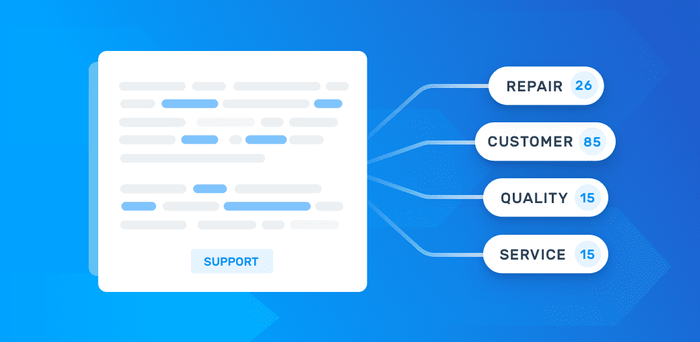 REPAIR 26
CUSTOMER 85
QUALITY 15
SERVICE 15
SUPPORT